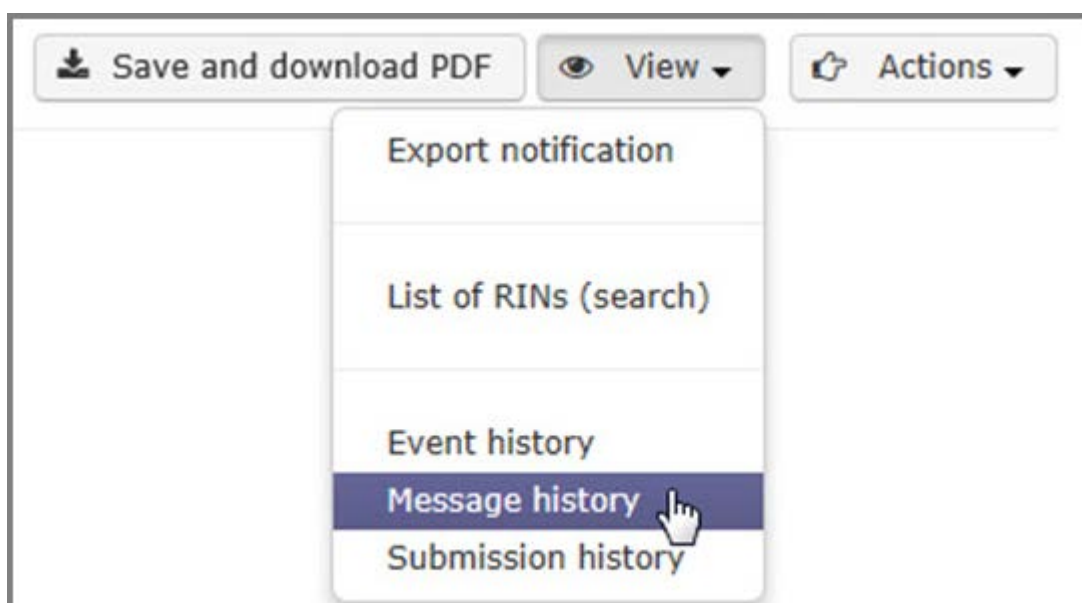 Save and download PDF View Actions
Export notification
List of RINs (search)
Event history
Message history
Submission history